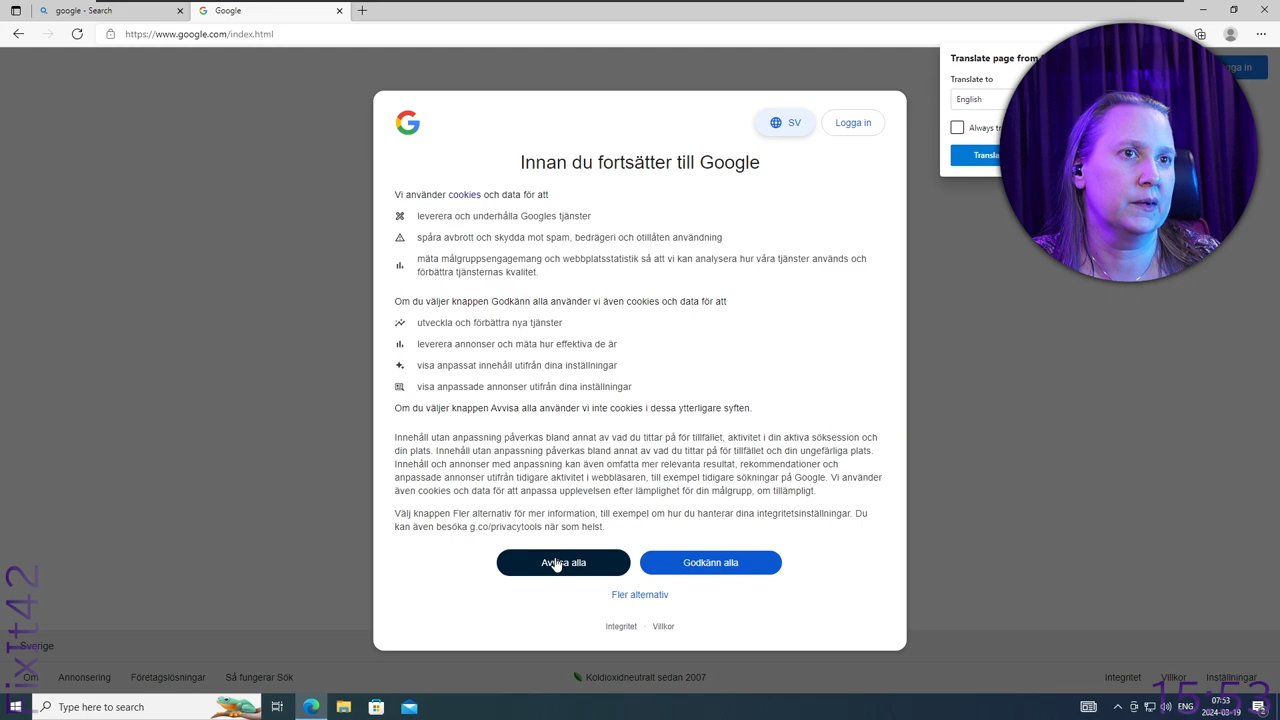 google - Search
Google
https://www.google.com/index.html
Translate page from
Translate to
English
Always tr
Transla
gga in
SV
Logga in
Innan du fortsätter till Google
Vi använder cookies och data för att
leverera och underhålla Googles tjänster
spåra avbrott och skydda mot spam, bedrägeri och otillåten användning
mäta målgruppsengagemang och webbplatsstatistik så att vi kan analysera hur våra tjänster används och
förbättra tjänsternas kvalitet.
Om du väljer knappen Godkänn alla använder vi även cookies och data för att
utveckla och förbättra nya tjänster
leverera annonser och mäta hur effektiva de är
visa anpassat innehåll utifrån dina inställningar
visa anpassade annonser utifrån dina inställningar
Om du väljer knappen Avvisa alla använder vi inte cookies i dessa ytterligare syften.
Innehåll utan anpassning påverkas bland annat av vad du tittar på för tillfället, aktivitet i din aktiva söksession och
din plats. Innehåll utan anpassning påverkas bland annat av vad du tittar på för tillfället och din ungefärliga plats.
Innehåll och annonser med anpassning kan även omfatta mer relevanta resultat, rekommendationer och
anpassade annonser utifrån tidigare aktivitet i webbläsaren, till exempel tidigare sökningar på Google. Vi använder
även cookies och data för att anpassa upplevelsen efter lämplighet för din målgrupp, om tillämpligt.
Välj knappen Fler alternativ för mer information, till exempel om hur du hanterar dina integritetsinställningar. Du
kan även besöka g.co/privacytools när som helst.
Avvisa alla
Godkänn alla
Fler alternativ
Integritet · Villkor
Sverige
Om Annonsering Företagslösningar Så fungerar Sök
Koldioxidneutralt sedan 2007
Integritet Villkor Inställningar
FixIt42
15:53
Type here to search
ENG
07:53
2024-03-19
2